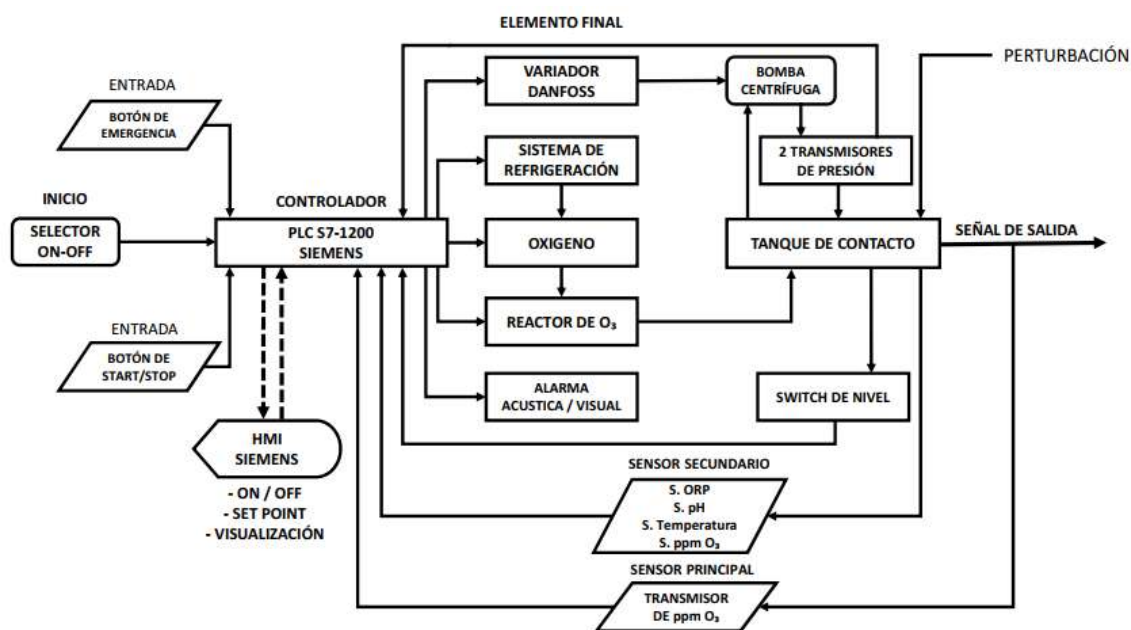 ELEMENTO FINAL
PERTURBACIÓN
ENTRADA
BOTÓN DE
EMERGENCIA
VARIADOR
DANFOSS
BOMBA
CENTRÍFUGA
SISTEMA DE
REFRIGERACIÓN
2 TRANSMISORES
DE PRESIÓN
INICIO
SELECTOR
ON-OFF
CONTROLADOR
PLC S7-1200
SIEMENS
OXIGENO
TANQUE DE CONTACTO
SEÑAL DE SALIDA
REACTOR DE O₃
ENTRADA
BOTÓN DE
START/STOP
ALARMA
ACUSTICA / VISUAL
SWITCH DE NIVEL
HMI
SIEMENS
- ON / OFF
- SET POINT
- VISUALIZACIÓN
SENSOR SECUNDARIO
S. ORP
S. pH
S. Temperatura
S. ppm O₃
SENSOR PRINCIPAL
TRANSMISOR
DE ppm O₃